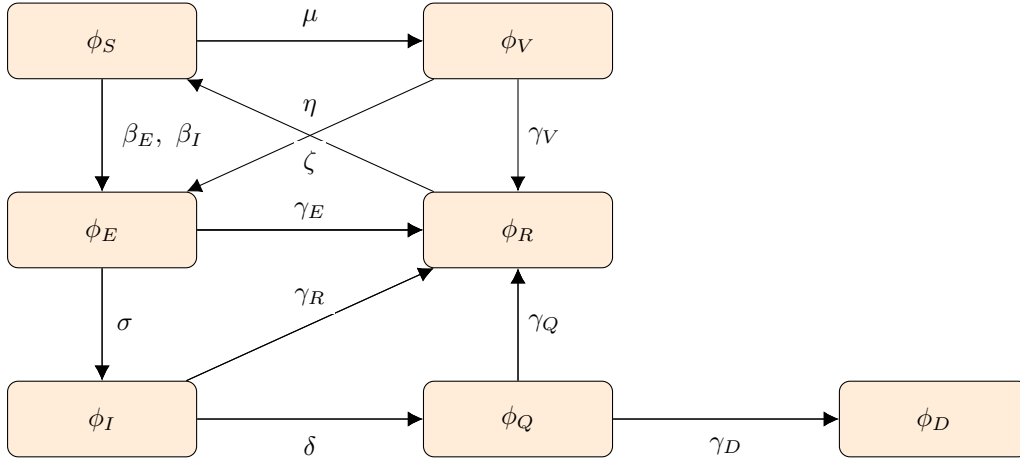 μ
ϕ_S ϕ_V
η
β_E, β_I γ_V
ζ
γ_E
ϕ_E ϕ_R
γ_R
σ γ_Q
ϕ_I ϕ_Q ϕ_D
δ γ_D